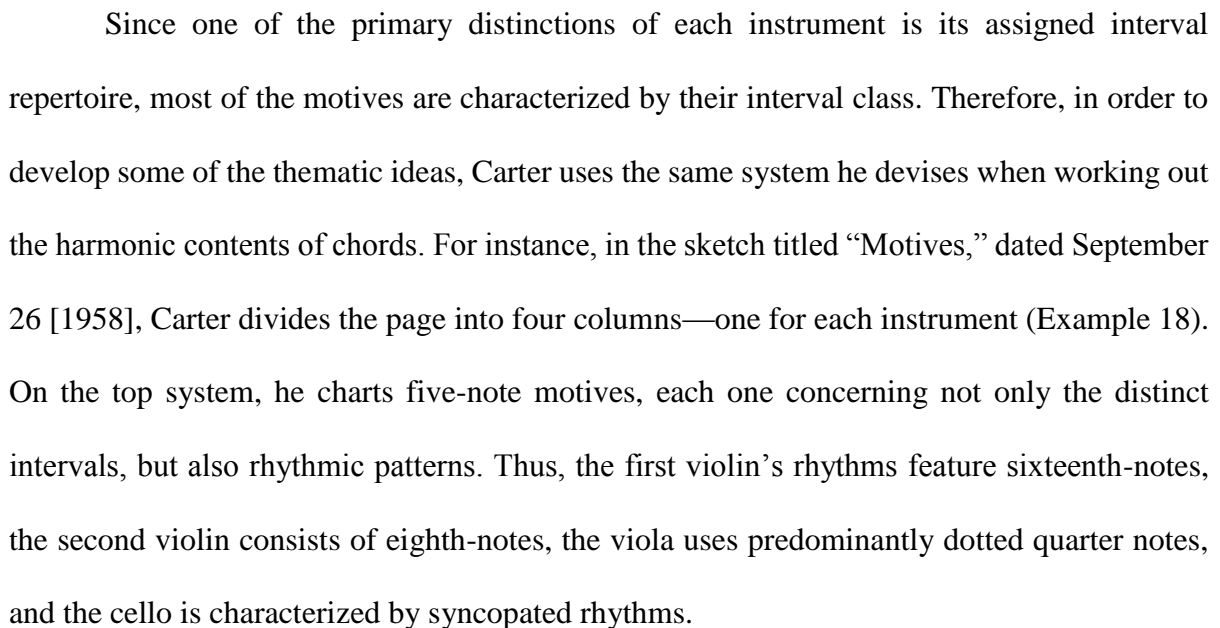 Since one of the primary distinctions of each instrument is its assigned interval
repertoire, most of the motives are characterized by their interval class. Therefore, in order to
develop some of the thematic ideas, Carter uses the same system he devises when working out
the harmonic contents of chords. For instance, in the sketch titled “Motives,” dated September
26 [1958], Carter divides the page into four columns—one for each instrument (Example 18).
On the top system, he charts five-note motives, each one concerning not only the distinct
intervals, but also rhythmic patterns. Thus, the first violin’s rhythms feature sixteenth-notes,
the second violin consists of eighth-notes, the viola uses predominantly dotted quarter notes,
and the cello is characterized by syncopated rhythms.